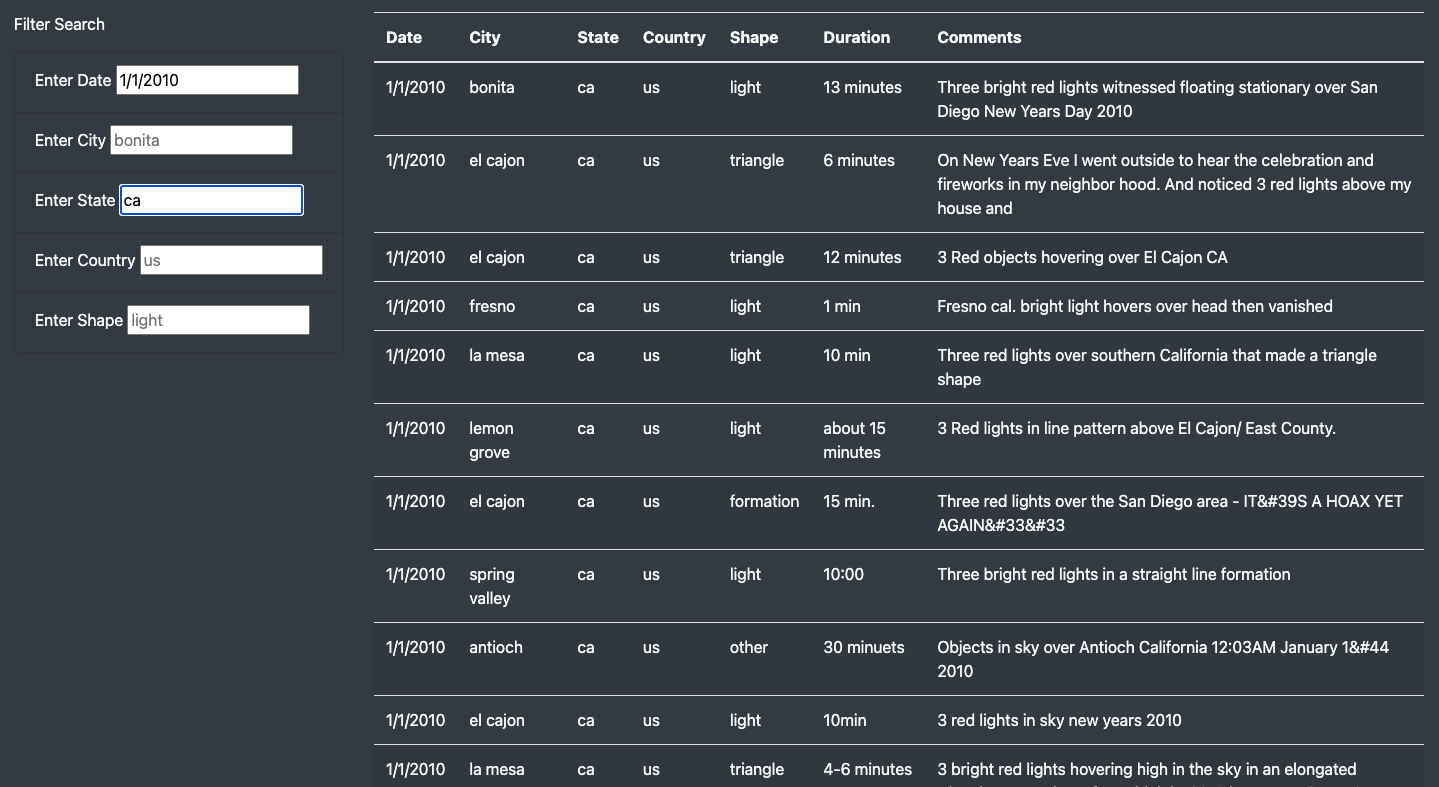 Filter Search
Enter Date 1/1/2010
Enter City bonita
Enter State ca
Enter Country us
Enter Shape light
Date City State Country Shape Duration Comments
1/1/2010 bonita ca us light 13 minutes Three bright red lights witnessed floating stationary over San
Diego New Years Day 2010
1/1/2010 el cajon ca us triangle 6 minutes On New Years Eve I went outside to hear the celebration and
fireworks in my neighbor hood. And noticed 3 red lights above my
house and
1/1/2010 el cajon ca us triangle 12 minutes 3 Red objects hovering over El Cajon CA
1/1/2010 fresno ca us light 1 min Fresno cal. bright light hovers over head then vanished
1/1/2010 la mesa ca us light 10 min Three red lights over southern California that made a triangle
shape
1/1/2010 lemon ca us light about 15 3 Red lights in line pattern above El Cajon/ East County.
grove minutes
1/1/2010 el cajon ca us formation 15 min. Three red lights over the San Diego area - IT&#39S A HOAX YET
AGAIN&#33&#33
1/1/2010 spring ca us light 10:00 Three bright red lights in a straight line formation
valley
1/1/2010 antioch ca us other 30 minuets Objects in sky over Antioch California 12:03AM January 1&#44
2010
1/1/2010 el cajon ca us light 10min 3 red lights in sky new years 2010
1/1/2010 la mesa ca us triangle 4-6 minutes 3 bright red lights hovering high in the sky in an elongated